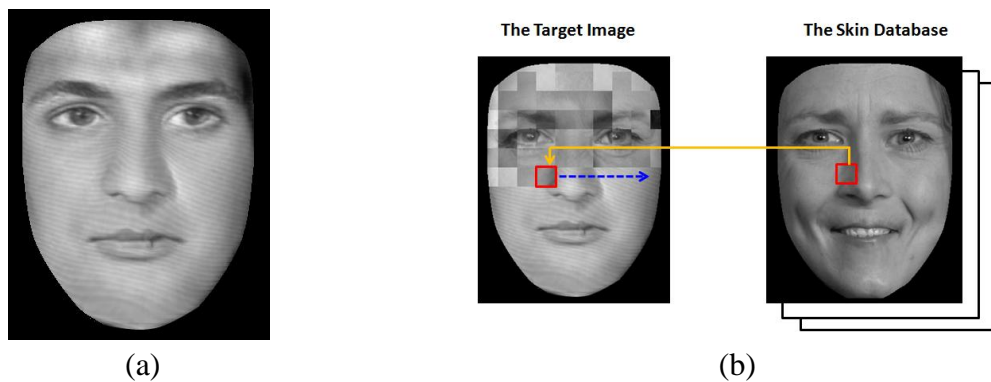 The Target Image
The Skin Database
(a)
(b)